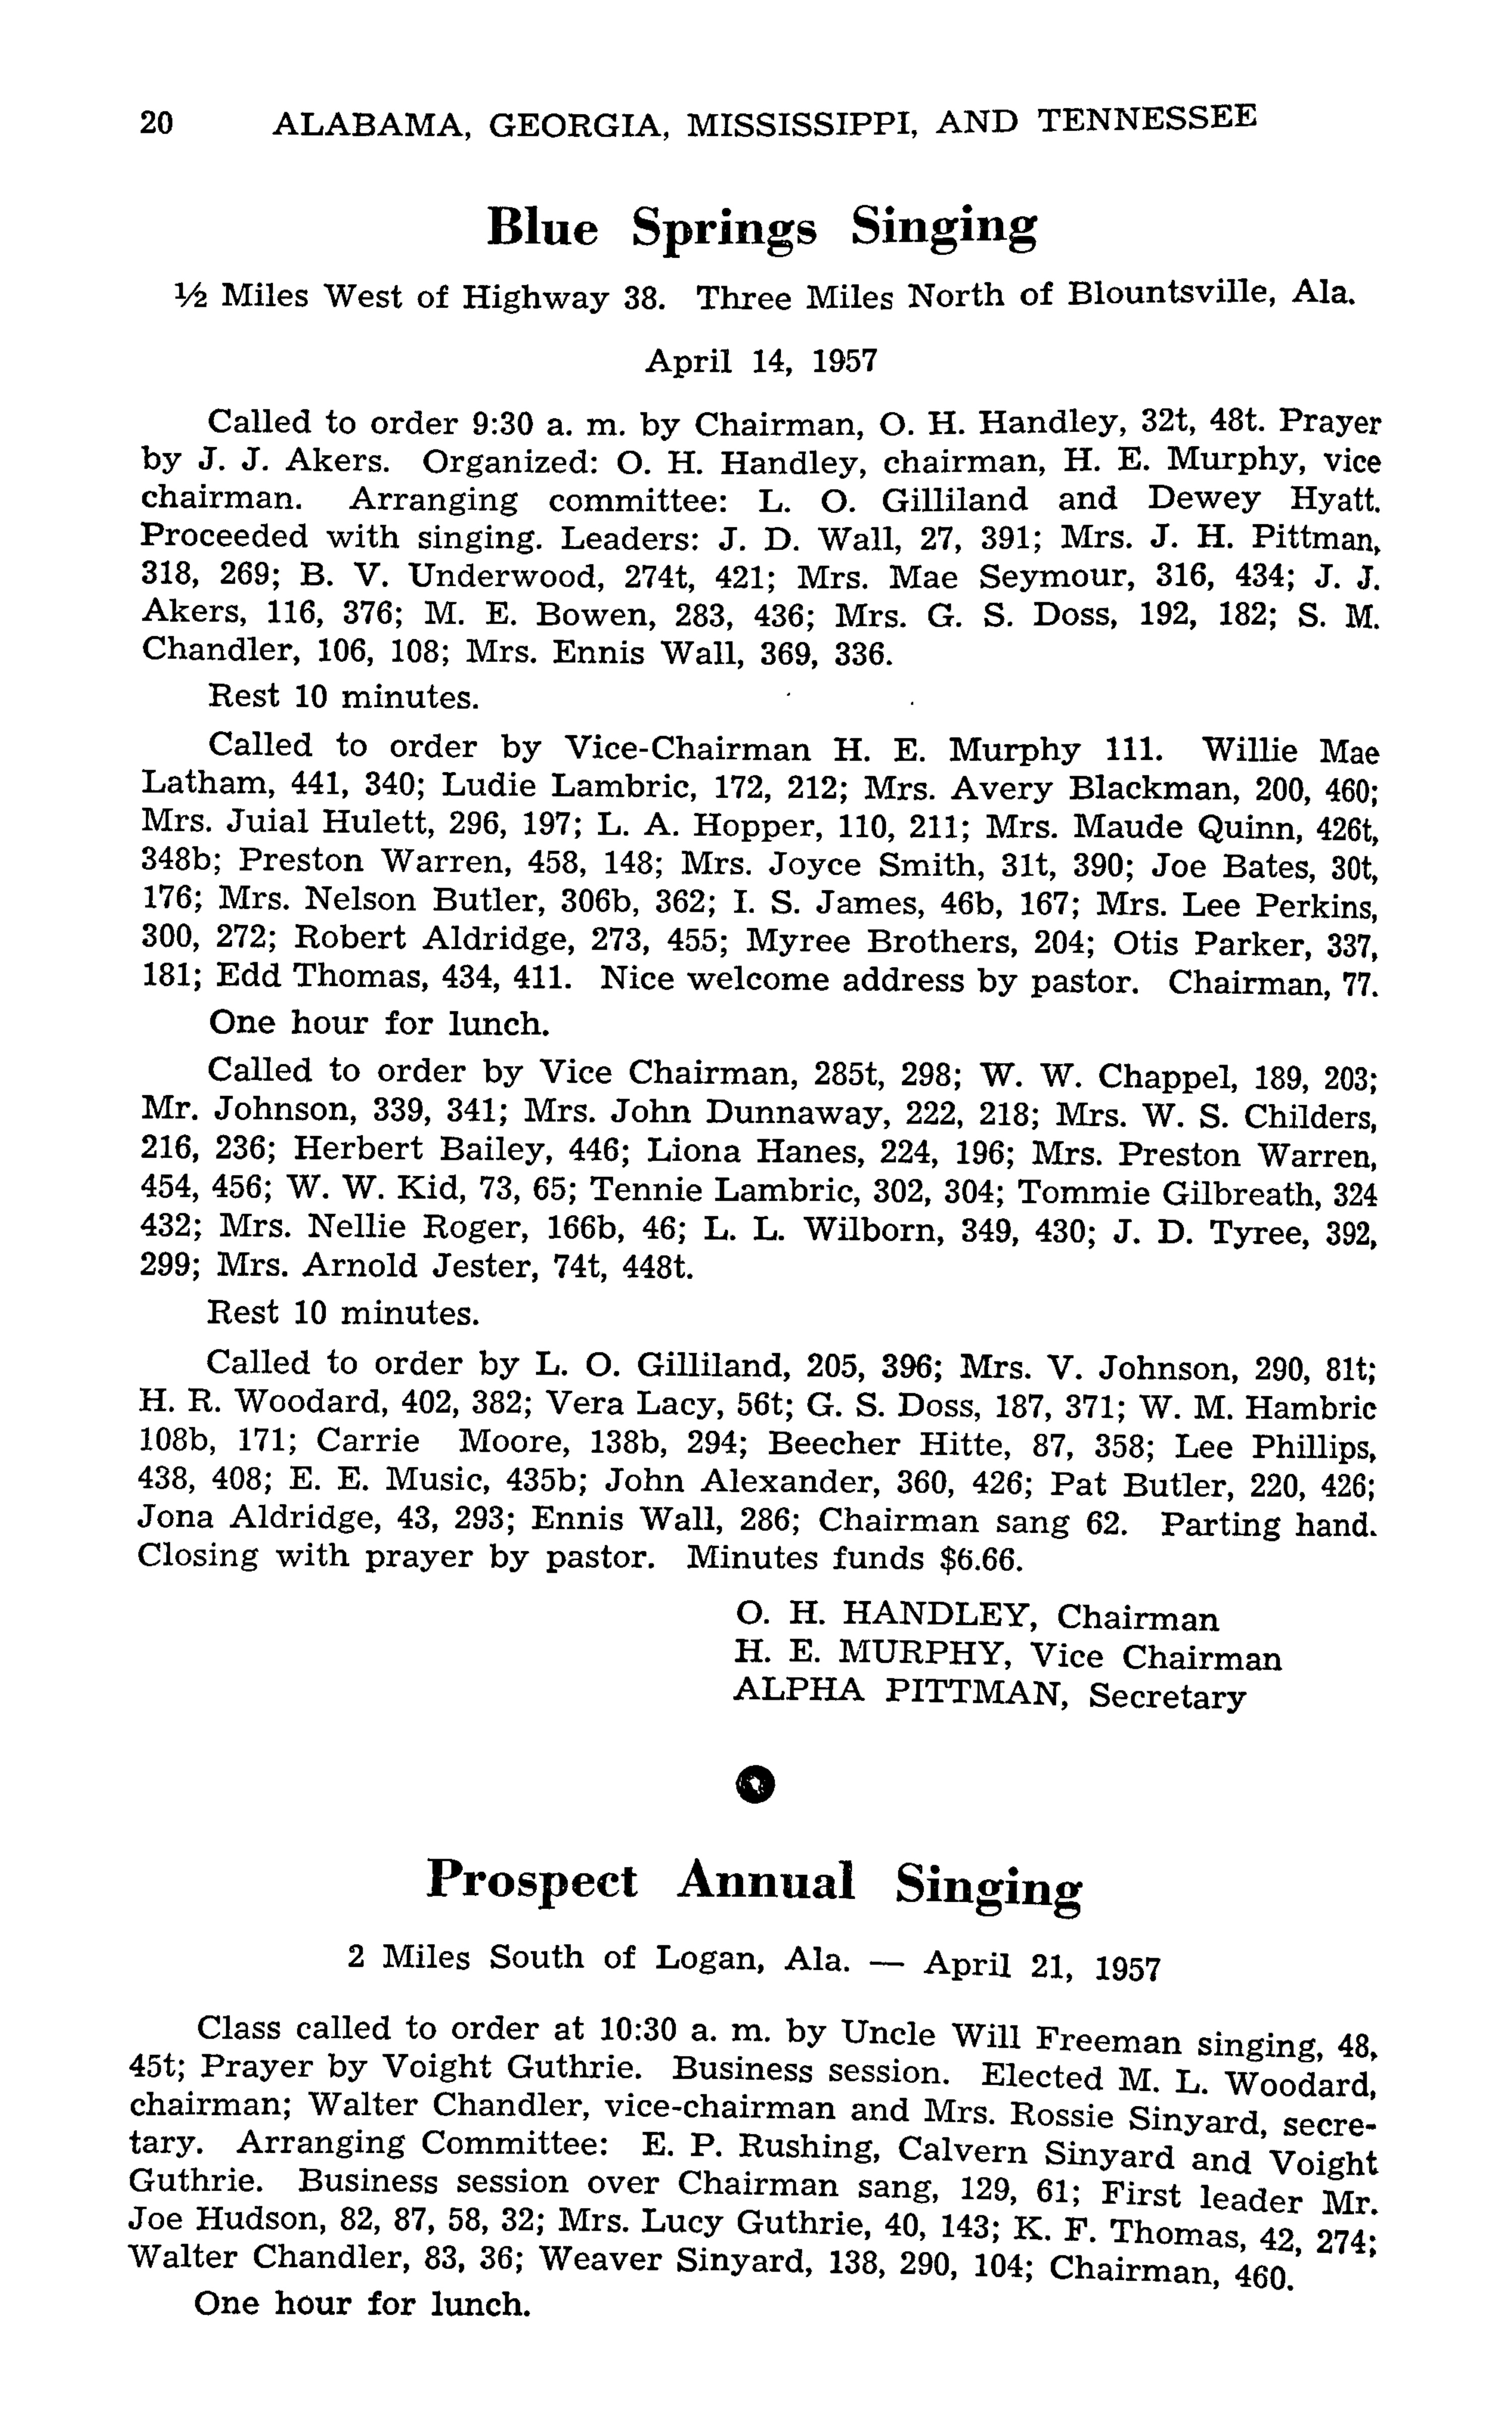 20 ALABAMA, GEORGIA, MISSISSIPPI, AND TENNESSEE
Blue Springs Singing
½ Miles West of Highway 38. Three Miles North of Blountsville, Ala.
April 14, 1957
Called to order 9:30 a. m. by Chairman, O. H. Handley, 32t, 48t. Prayer
by J. J. Akers. Organized: O. H. Handley, chairman, H. E. Murphy, vice
chairman. Arranging committee: L. O. Gilliland and Dewey Hyatt.
Proceeded with singing. Leaders: J. D. Wall, 27, 391; Mrs. J. H. Pittman,
318, 269; B. V. Underwood, 274t, 421; Mrs. Mae Seymour, 316, 434; J. J.
Akers, 116, 376; M. E. Bowen, 283, 436; Mrs. G. S. Doss, 192, 182; S. M.
Chandler, 106, 108; Mrs. Ennis Wall, 369, 336.
Rest 10 minutes.
Called to order by Vice-Chairman H. E. Murphy 111. Willie Mae
Latham, 441, 340; Ludie Lambric, 172, 212; Mrs. Avery Blackman, 200, 460;
Mrs. Juial Hulett, 296, 197; L. A. Hopper, 110, 211; Mrs. Maude Quinn, 426t,
348b; Preston Warren, 458, 148; Mrs. Joyce Smith, 31t, 390; Joe Bates, 30t,
176; Mrs. Nelson Butler, 306b, 362; I. S. James, 46b, 167; Mrs. Lee Perkins,
300, 272; Robert Aldridge, 273, 455; Myree Brothers, 204; Otis Parker, 337,
181; Edd Thomas, 434, 411. Nice welcome address by pastor. Chairman, 77.
One hour for lunch.
Called to order by Vice Chairman, 285t, 298; W. W. Chappel, 189, 203;
Mr. Johnson, 339, 341; Mrs. John Dunnaway, 222, 218; Mrs. W. S. Childers,
216, 236; Herbert Bailey, 446; Liona Hanes, 224, 196; Mrs. Preston Warren,
454, 456; W. W. Kid, 73, 65; Tennie Lambric, 302, 304; Tommie Gilbreath, 324
432; Mrs. Nellie Roger, 166b, 46; L. L. Wilborn, 349, 430; J. D. Tyree, 392,
299; Mrs. Arnold Jester, 74t, 448t.
Rest 10 minutes.
Called to order by L. O. Gilliland, 205, 396; Mrs. V. Johnson, 290, 81t;
H. R. Woodard, 402, 382; Vera Lacy, 56t; G. S. Doss, 187, 371; W. M. Hambric
108b, 171; Carrie Moore, 138b, 294; Beecher Hitte, 87, 358; Lee Phillips,
438, 408; E. E. Music, 435b; John Alexander, 360, 426; Pat Butler, 220, 426;
Jona Aldridge, 43, 293; Ennis Wall, 286; Chairman sang 62. Parting hand.
Closing with prayer by pastor. Minutes funds $6.66.
O. H. HANDLEY, Chairman
H. E. MURPHY, Vice Chairman
ALPHA PITTMAN, Secretary
Prospect Annual Singing
2 Miles South of Logan, Ala. — April 21, 1957
Class called to order at 10:30 a. m. by Uncle Will Freeman singing, 48,
45t; Prayer by Voight Guthrie. Business session. Elected M. L. Woodard,
chairman; Walter Chandler, vice-chairman and Mrs. Rossie Sinyard, secre-
tary. Arranging Committee: E. P. Rushing, Calvern Sinyard and Voight
Guthrie. Business session over Chairman sang, 129, 61; First leader Mr.
Joe Hudson, 82, 87, 58, 32; Mrs. Lucy Guthrie, 40, 143; K. F. Thomas, 42, 274;
Walter Chandler, 83, 36; Weaver Sinyard, 138, 290, 104; Chairman, 460.
One hour for lunch.